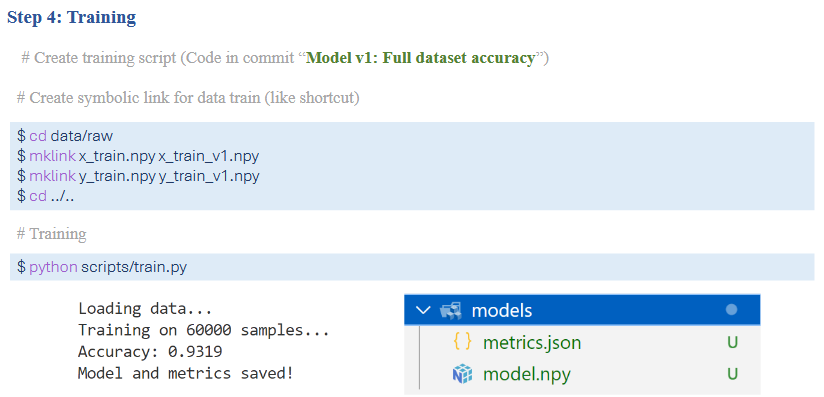 Step 4: Training
# Create training script (Code in commit “Model v1: Full dataset accuracy”)
# Create symbolic link for data train (like shortcut)
$ cd data/raw
$ mklink x_train.npy x_train_v1.npy
$ mklink y_train.npy y_train_v1.npy
$ cd ../..
# Training
$ python scripts/train.py
Loading data...
Training on 60000 samples...
Accuracy: 0.9319
Model and metrics saved!
models
{} metrics.json U
N model.npy U